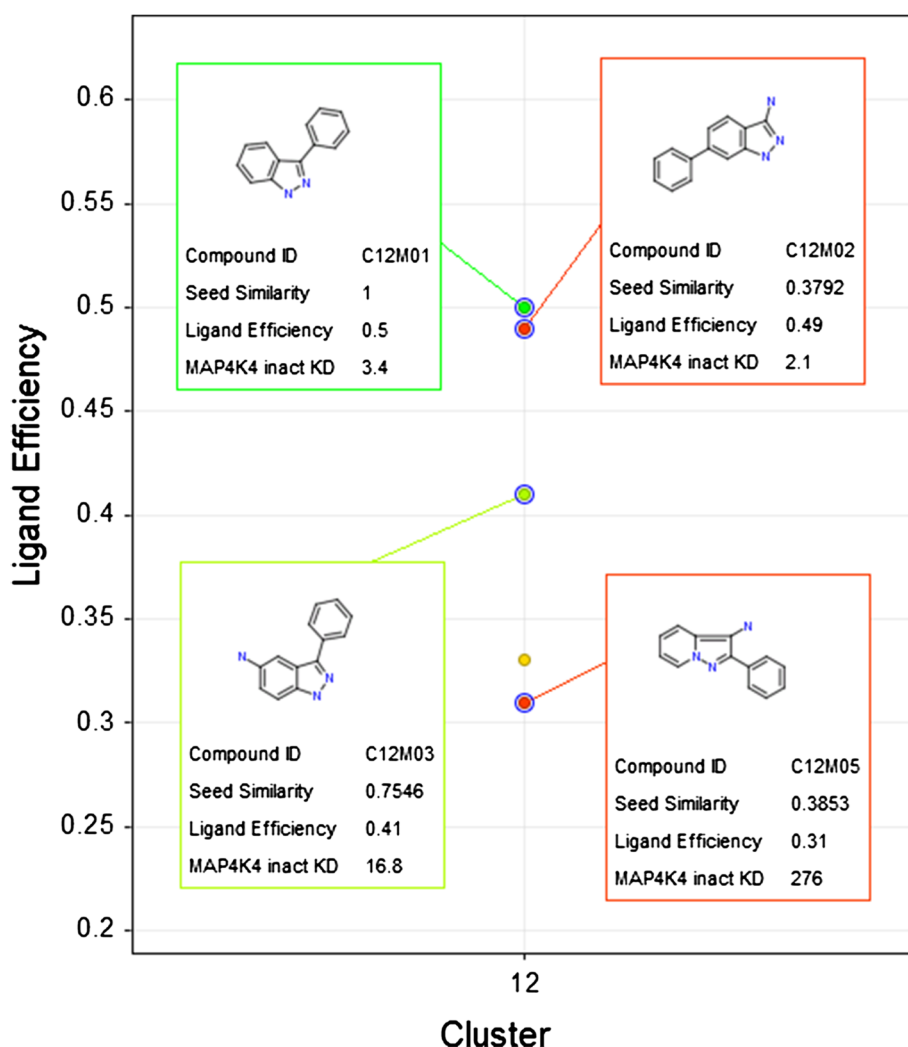 Ligand Efficiency
0.6
0.55
0.5
0.45
0.4
0.35
0.3
0.25
0.2
N
N
Compound ID C12M01
Seed Similarity 1
Ligand Efficiency 0.5
MAP4K4 inact KD 3.4
N
N
N
Compound ID C12M02
Seed Similarity 0.3792
Ligand Efficiency 0.49
MAP4K4 inact KD 2.1
N
N
N
Compound ID C12M03
Seed Similarity 0.7546
Ligand Efficiency 0.41
MAP4K4 inact KD 16.8
N
N
N
Compound ID C12M05
Seed Similarity 0.3853
Ligand Efficiency 0.31
MAP4K4 inact KD 276
12
Cluster